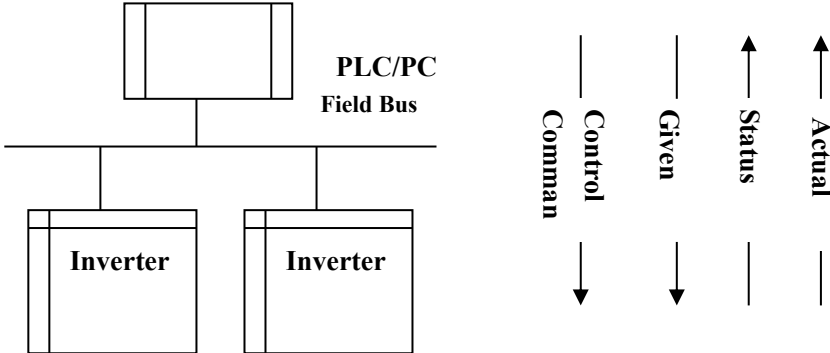 PLC/PC
Field Bus
Inverter
Inverter
Control
Comman
Given
Status
Actual